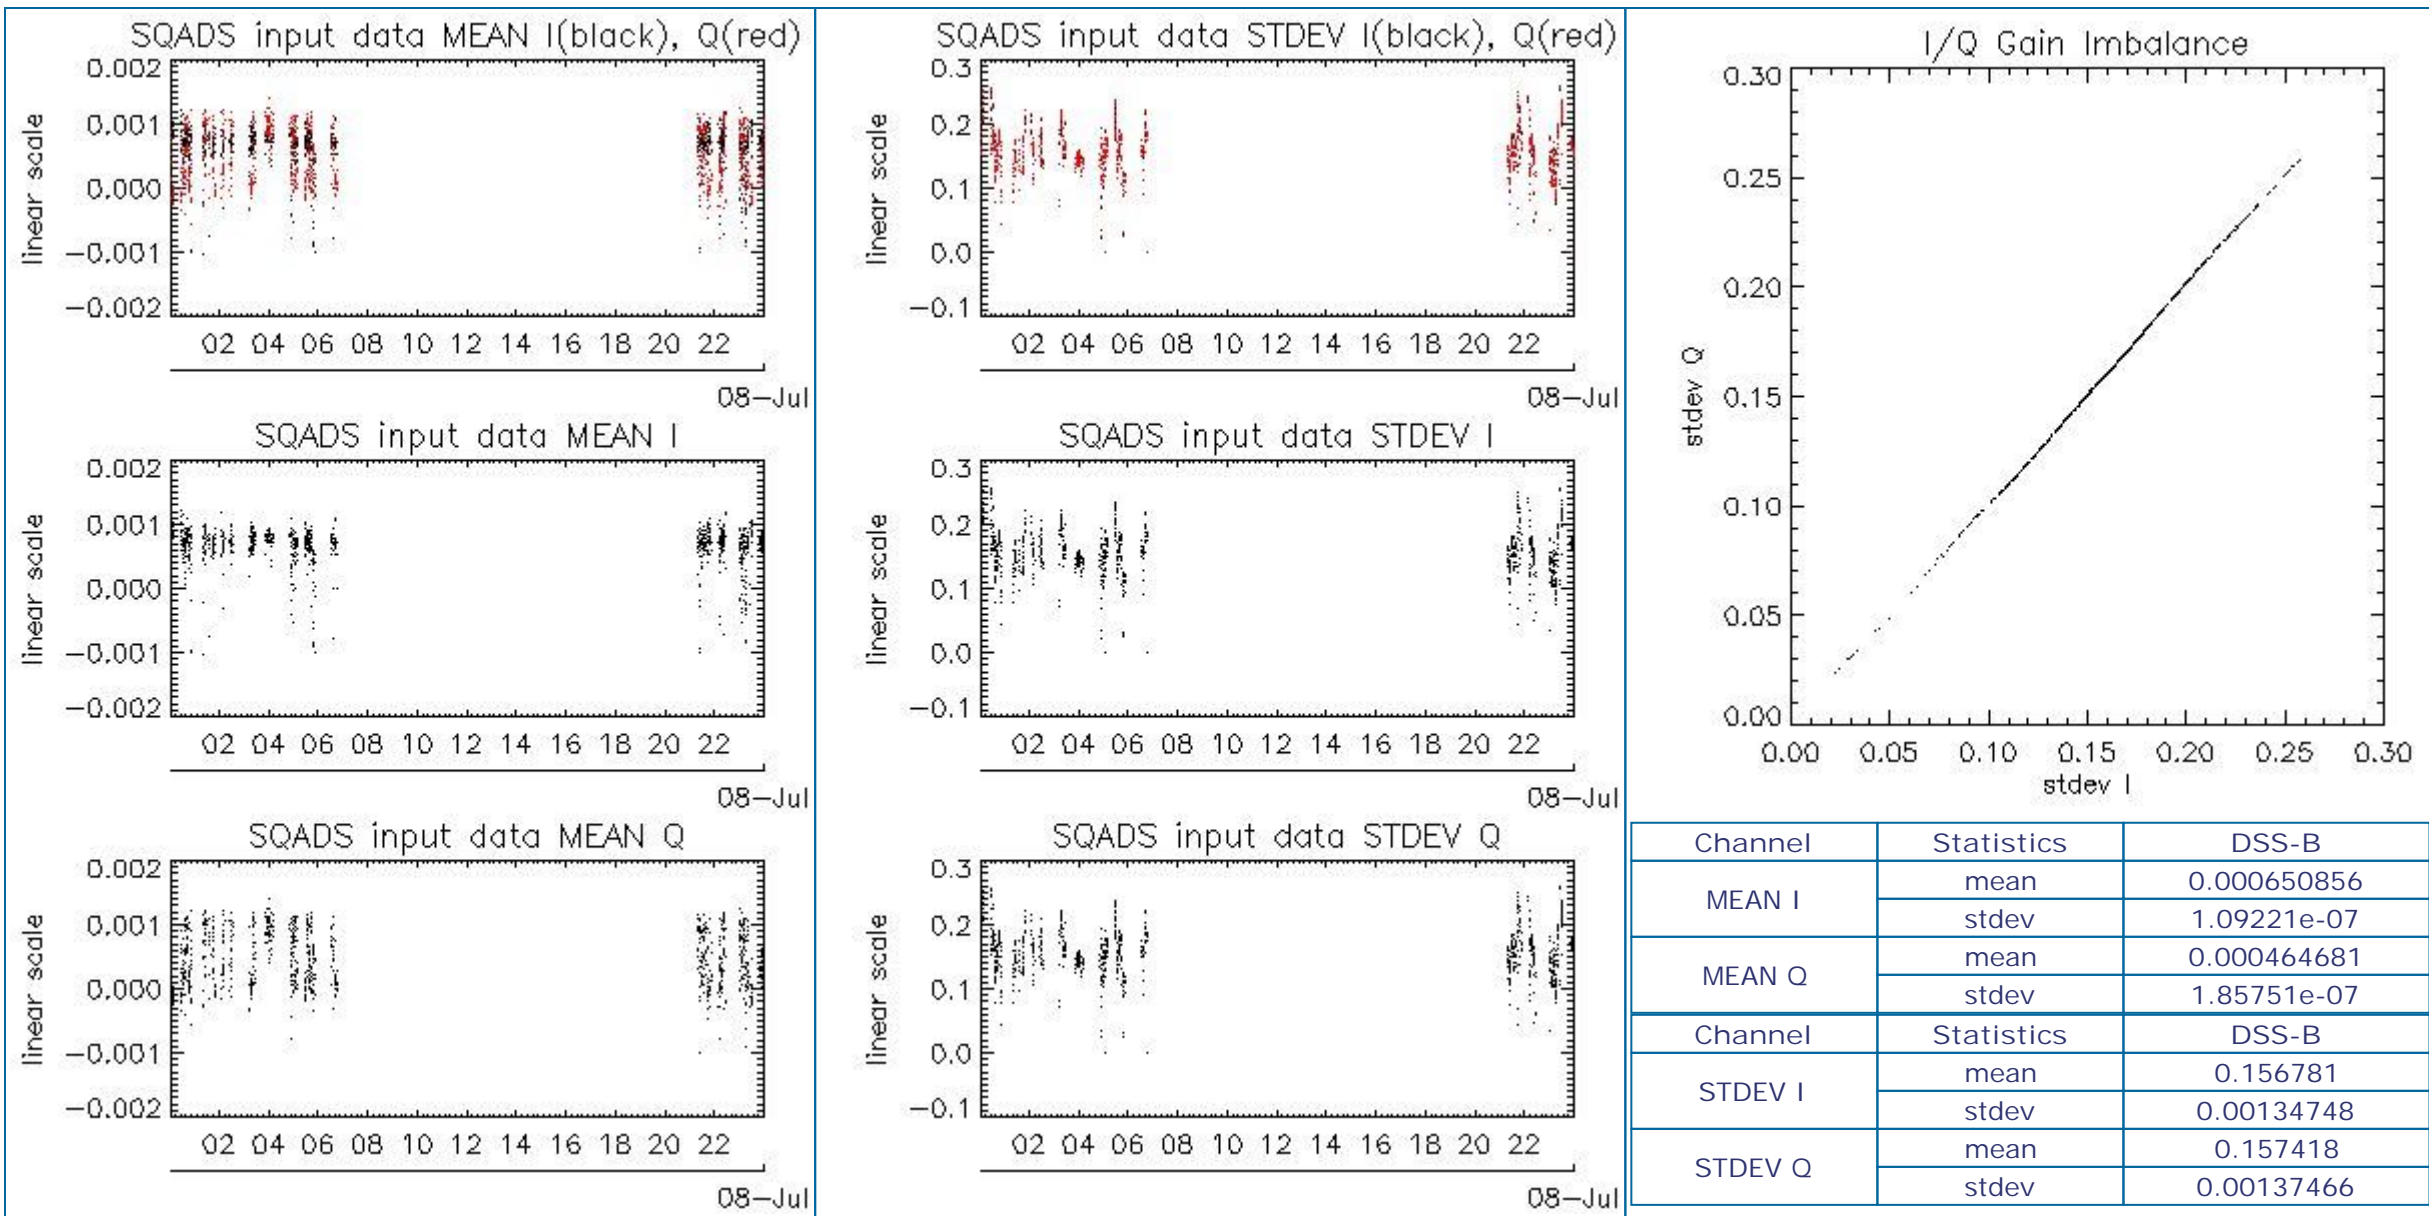 SQADS input data MEAN I(black), Q(red)
0.002
0.001
0.000
−0.001
−0.002
linear scale
02 04 06 08 10 12 14 16 18 20 22
08−Jul
SQADS input data MEAN I
0.002
0.001
0.000
−0.001
−0.002
linear scale
02 04 06 08 10 12 14 16 18 20 22
08−Jul
SQADS input data MEAN Q
0.002
0.001
0.000
−0.001
−0.002
linear scale
02 04 06 08 10 12 14 16 18 20 22
08−Jul
SQADS input data STDEV I(black), Q(red)
0.3
0.2
0.1
0.0
−0.1
linear scale
02 04 06 08 10 12 14 16 18 20 22
08−Jul
SQADS input data STDEV I
0.3
0.2
0.1
0.0
−0.1
linear scale
02 04 06 08 10 12 14 16 18 20 22
08−Jul
SQADS input data STDEV Q
0.3
0.2
0.1
0.0
−0.1
linear scale
02 04 06 08 10 12 14 16 18 20 22
08−Jul
I/Q Gain Imbalance
0.30
0.25
0.20
0.15
0.10
0.05
0.00
stdev Q
0.00 0.05 0.10 0.15 0.20 0.25 0.30
stdev I
Channel Statistics DSS-B
MEAN I mean 0.000650856
stdev 1.09221e-07
MEAN Q mean 0.000464681
stdev 1.85751e-07
Channel Statistics DSS-B
STDEV I mean 0.156781
stdev 0.00134748
STDEV Q mean 0.157418
stdev 0.00137466